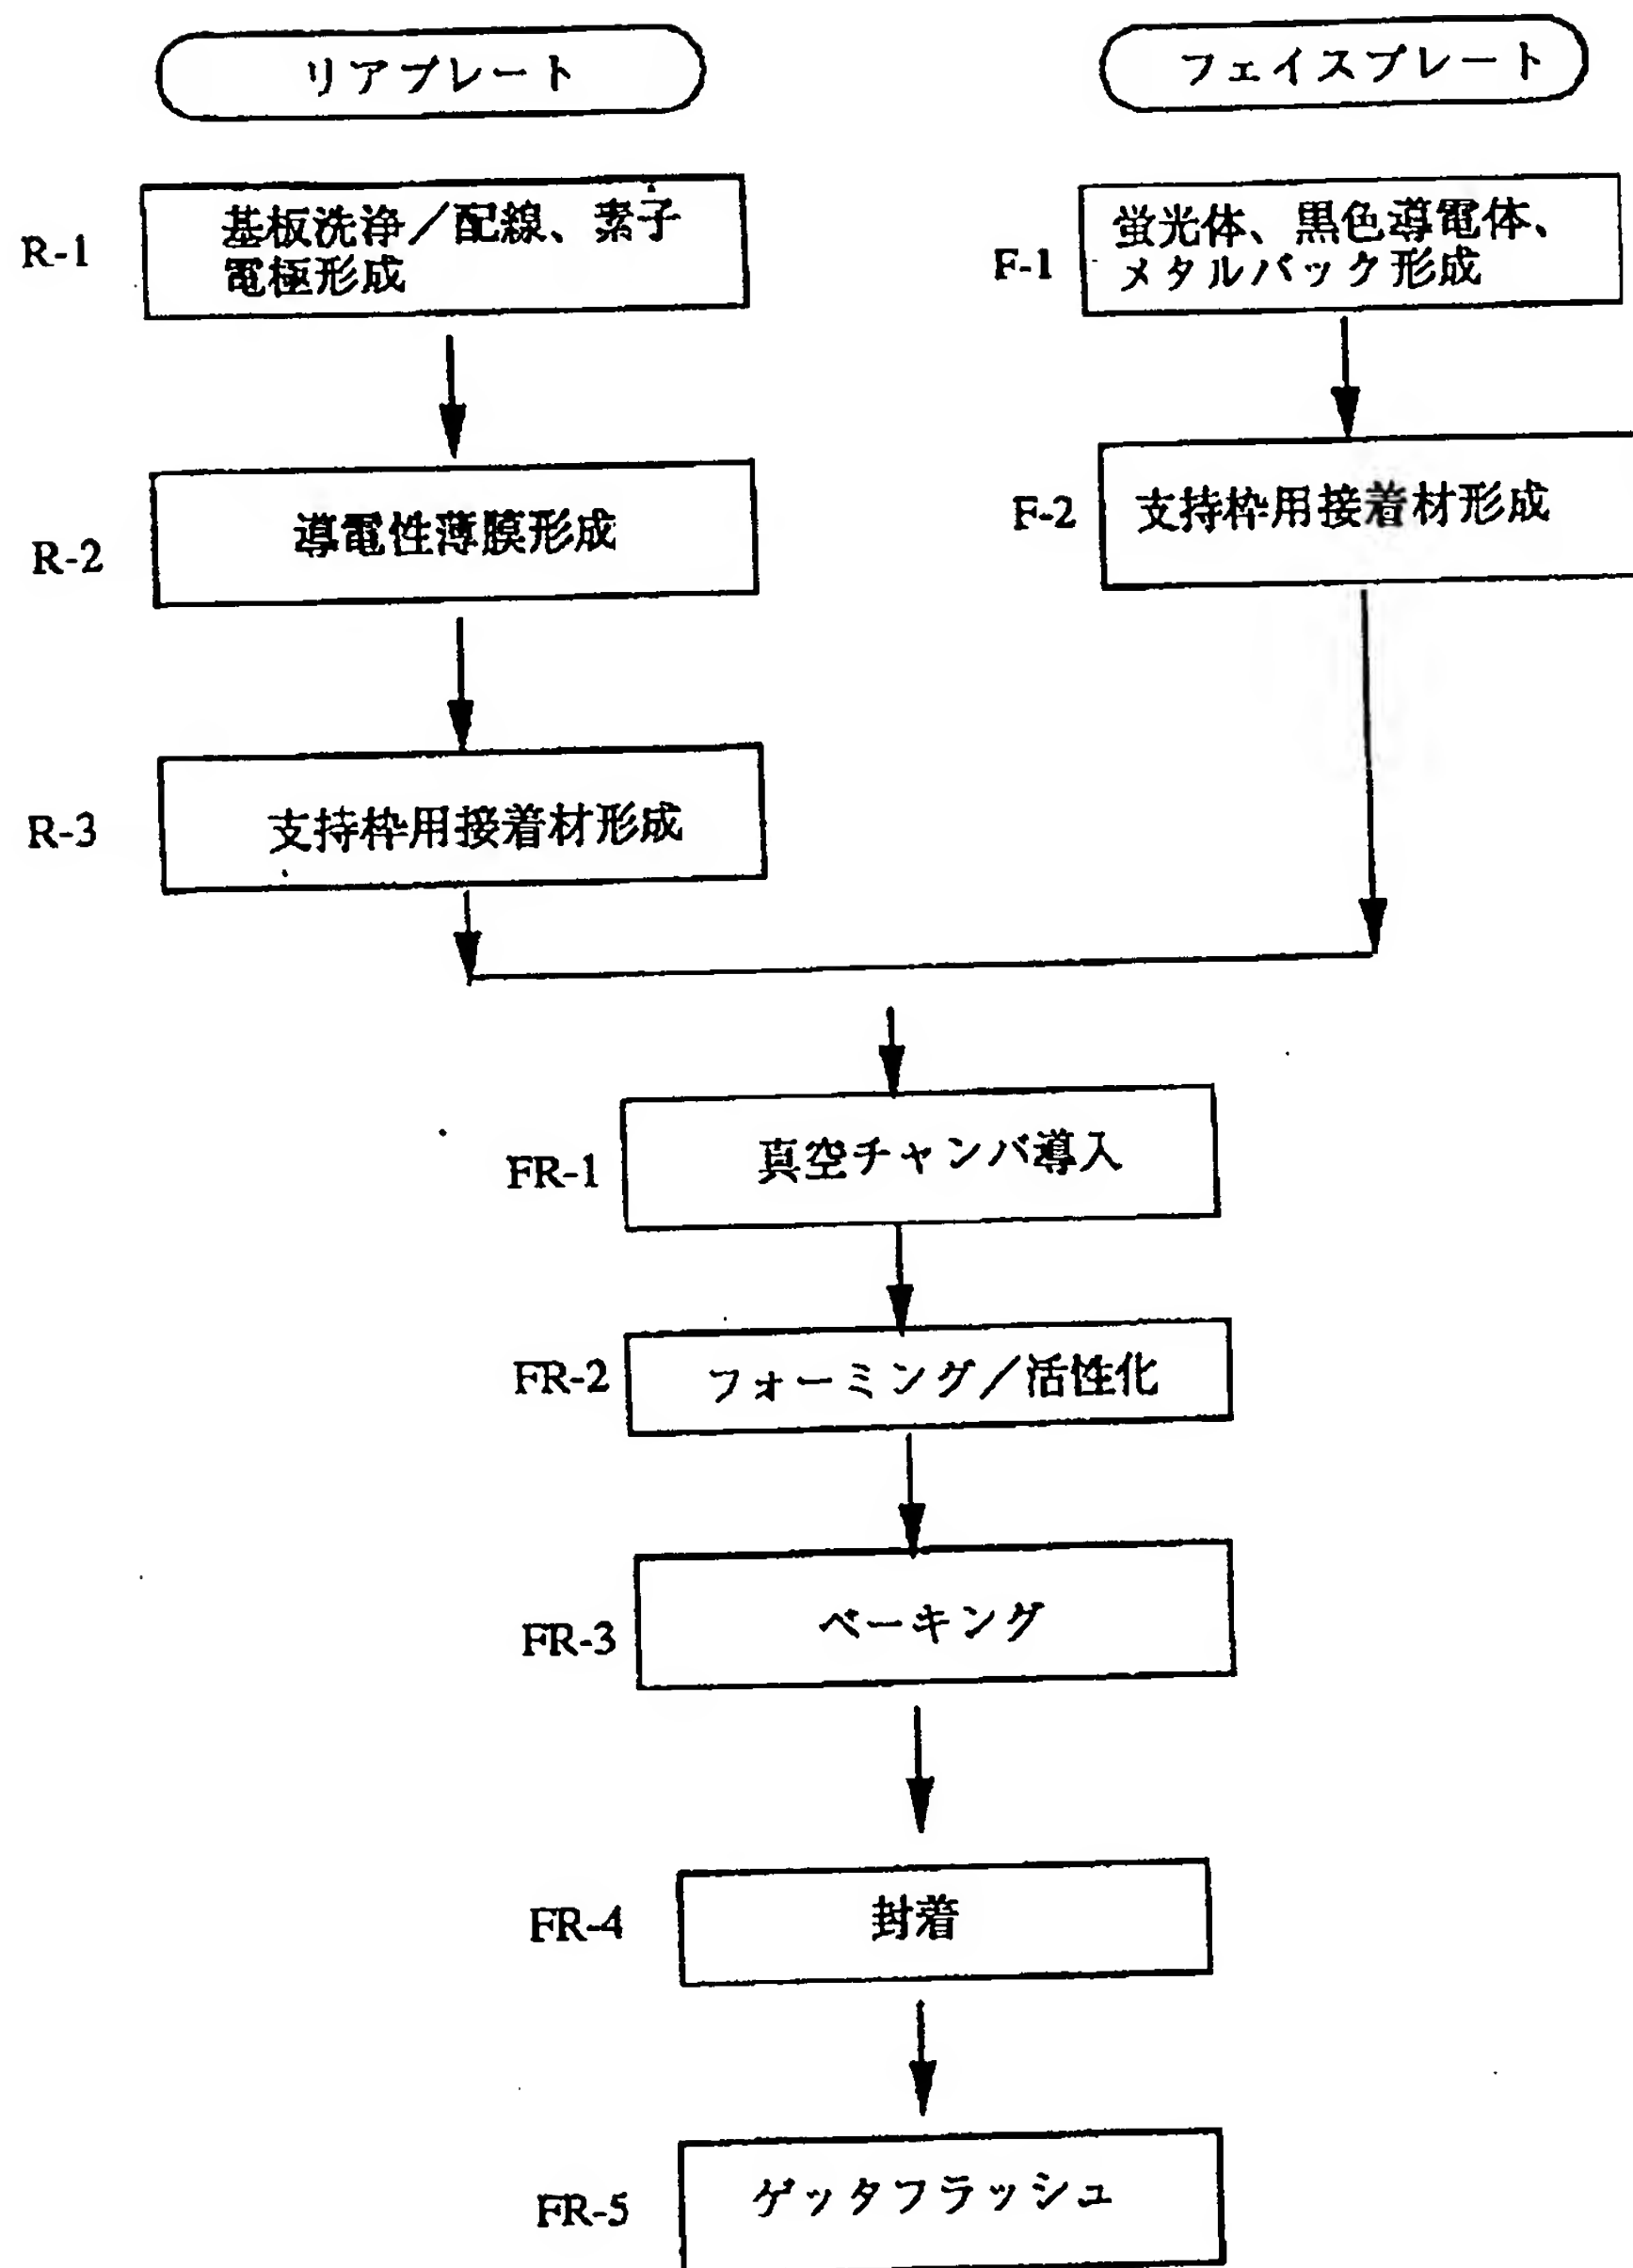 リアプレート
フェイスプレート
R-1
基板洗浄／配線、素子
電極形成
F-1
蛍光体、黒色導電体、
メタルバック形成
R-2
導電性薄膜形成
F-2
支持枠用接着材形成
R-3
支持枠用接着材形成
FR-1
真空チャンバ導入
FR-2
フォーミング／活性化
FR-3
ベーキング
FR-4
封着
FR-5
ゲッタフラッシュ